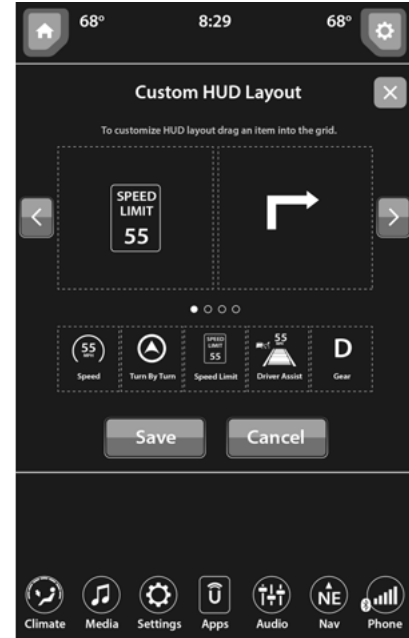 68° 8:29 68°
Custom HUD Layout
To customize HUD layout drag an item into the grid.
SPEED
LIMIT
55
55
MPH
SPEED
LIMIT
55
55
D
Speed
Turn By Turn
Speed Limit
Driver Assist
Gear
Save Cancel
NE
Climate Media Settings Apps Audio Nav Phone